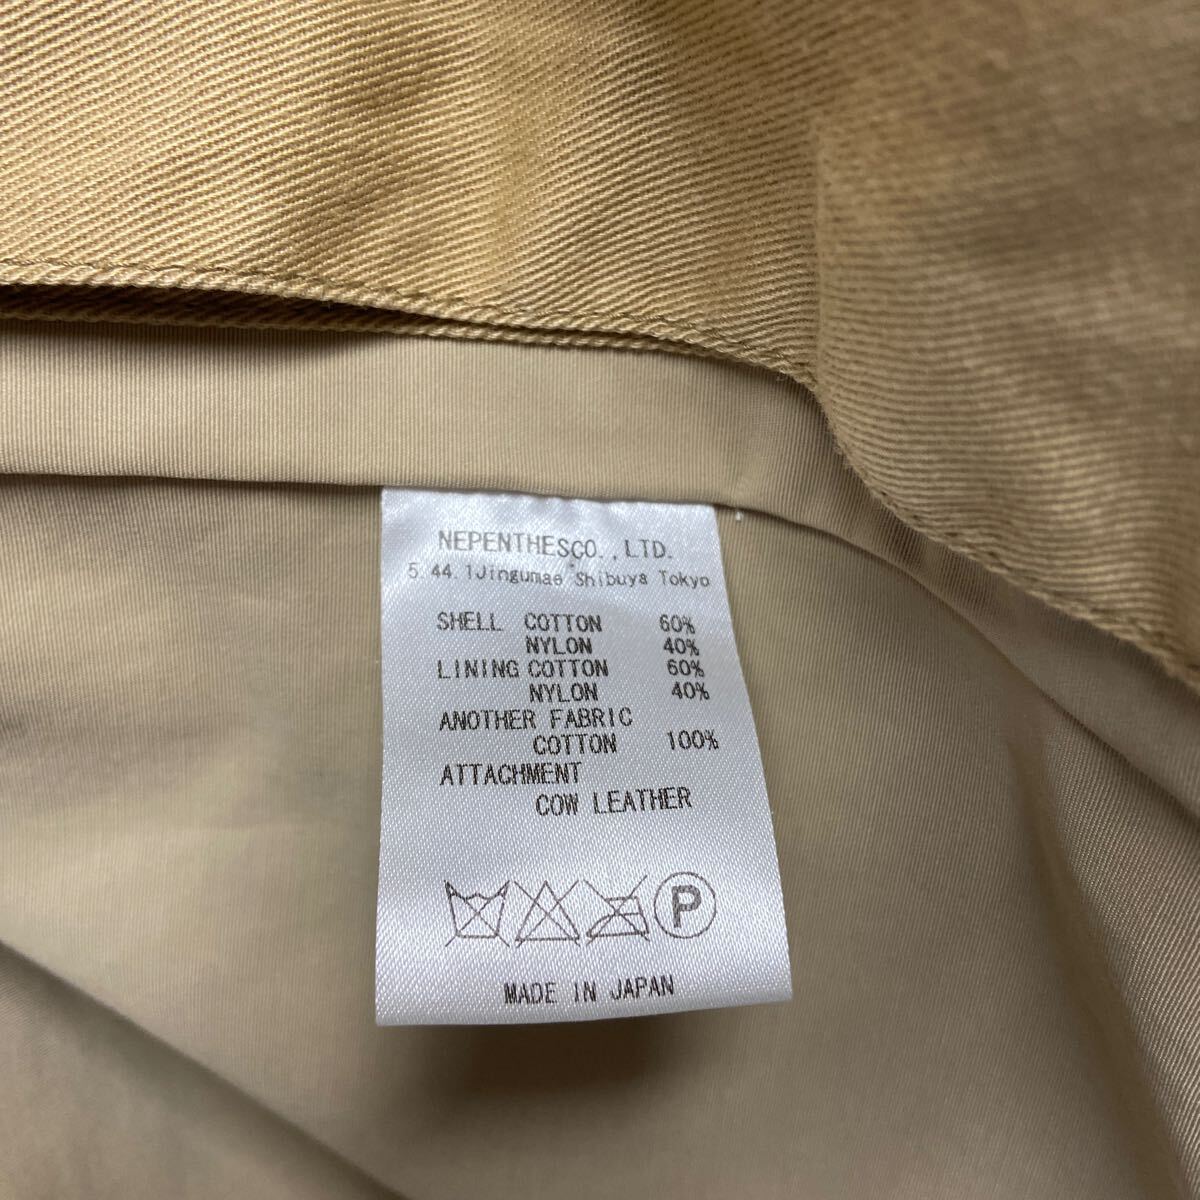 NEPENTHESCO.,LTD.
5.44.1Jingumae Shibuya Tokyo
SHELL COTTON 60%
NYLON 40%
LINING COTTON 60%
NYLON 40%
ANOTHER FABRIC
COTTON 100%
ATTACHMENT
COW LEATHER
P
MADE IN JAPAN